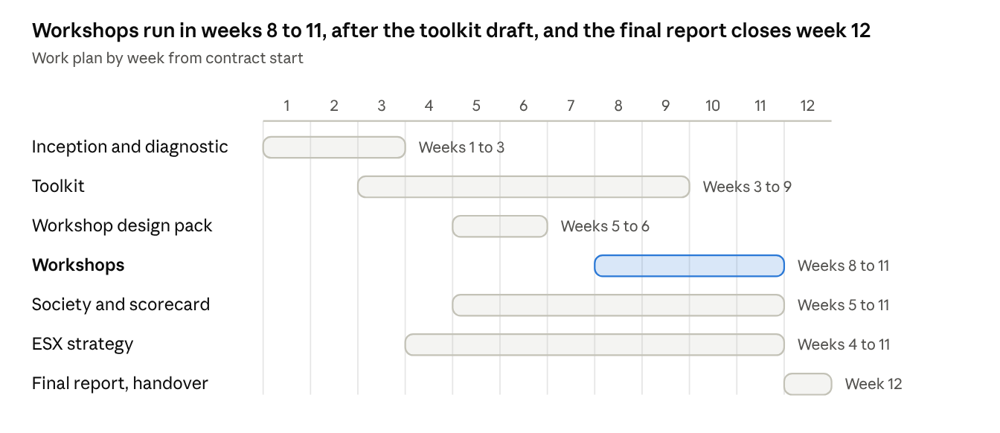 Workshops run in weeks 8 to 11, after the toolkit draft, and the final report closes week 12
Work plan by week from contract start
1 2 3 4 5 6 7 8 9 10 11 12
Inception and diagnostic Weeks 1 to 3
Toolkit Weeks 3 to 9
Workshop design pack Weeks 5 to 6
Workshops Weeks 8 to 11
Society and scorecard Weeks 5 to 11
ESX strategy Weeks 4 to 11
Final report, handover Week 12